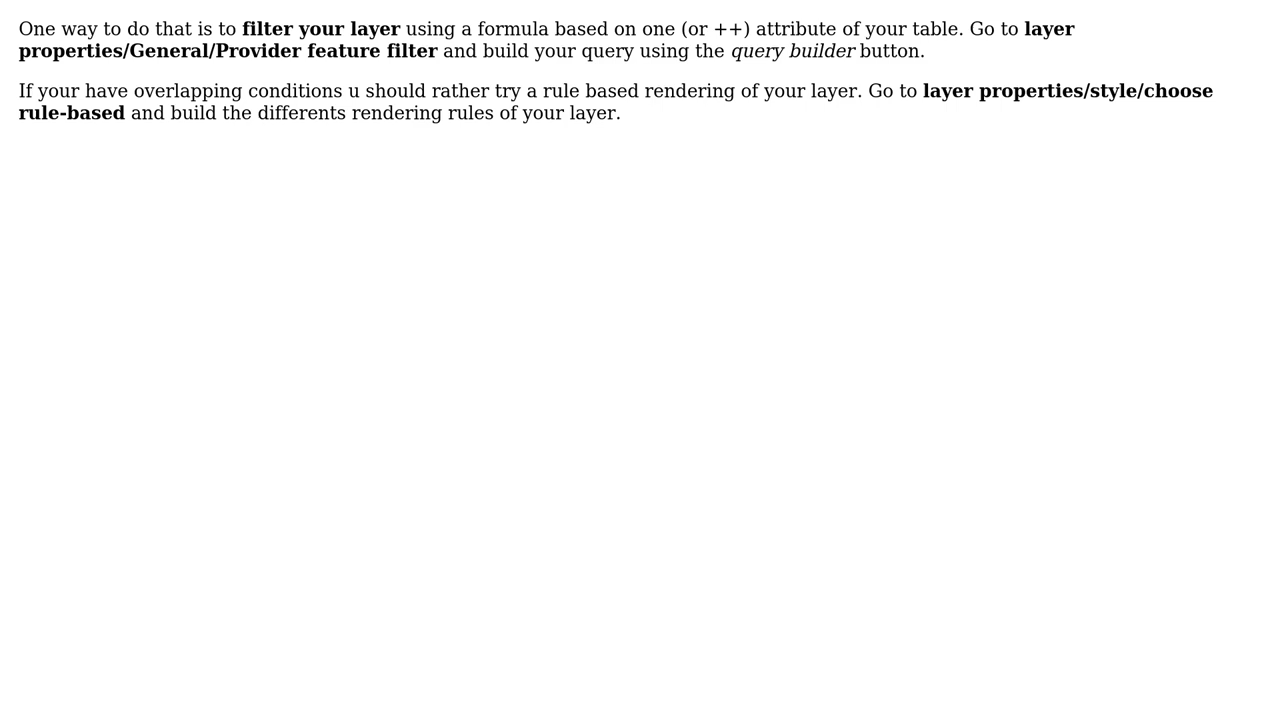 One way to do that is to filter your layer using a formula based on one (or ++) attribute of your table. Go to layer
properties/General/Provider feature filter and build your query using the query builder button.
If your have overlapping conditions u should rather try a rule based rendering of your layer. Go to layer properties/style/choose
rule-based and build the differents rendering rules of your layer.